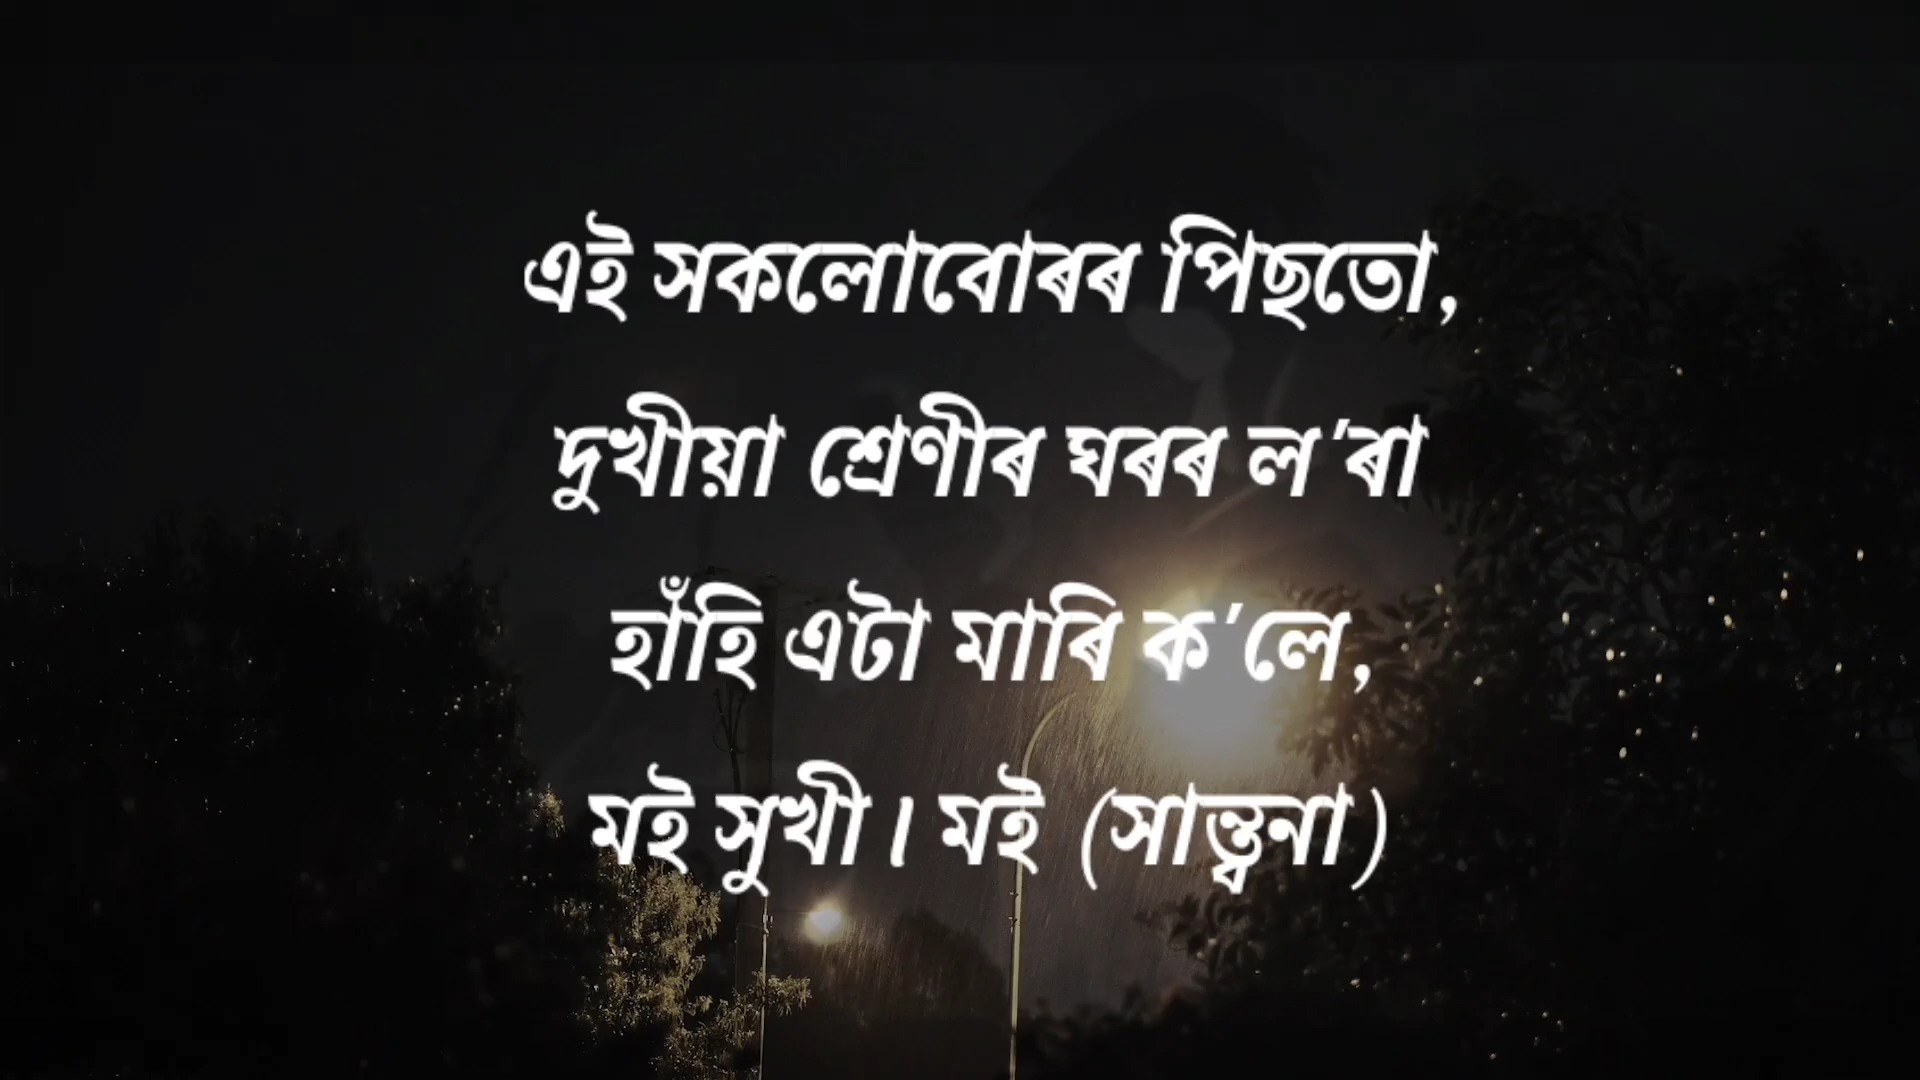 এই সকলোবোৰৰ পিছতো,
দুখীয়া শ্ৰেণীৰ ঘৰৰ ল'ৰা
হাঁহি এটা মাৰি ক'লে,
মই সুখী। মই (সান্ত্বনা)